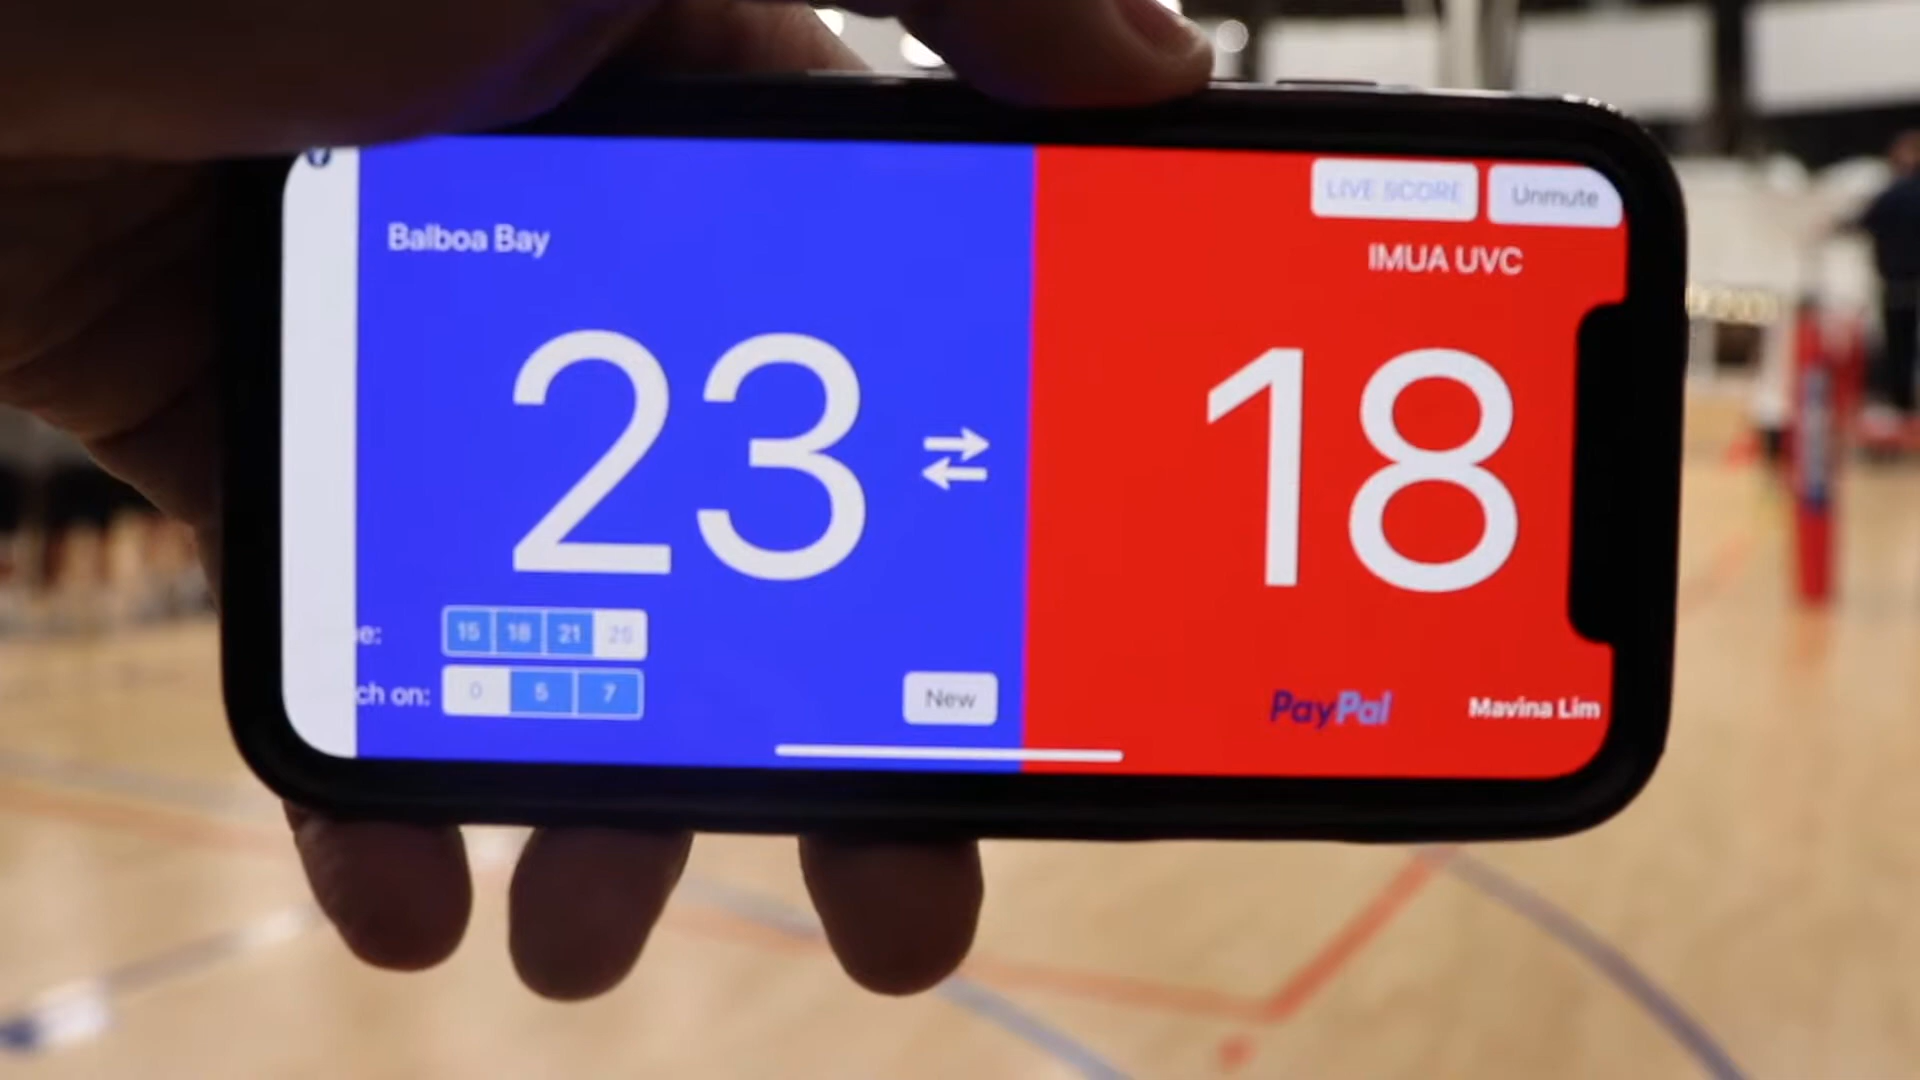 LIVE SCORE
Unmute
Balboa Bay
IMUA UVC
23
18
e:
15 18 21 25
ch on:
0 5 7
New
PayPal
Mavina Lim